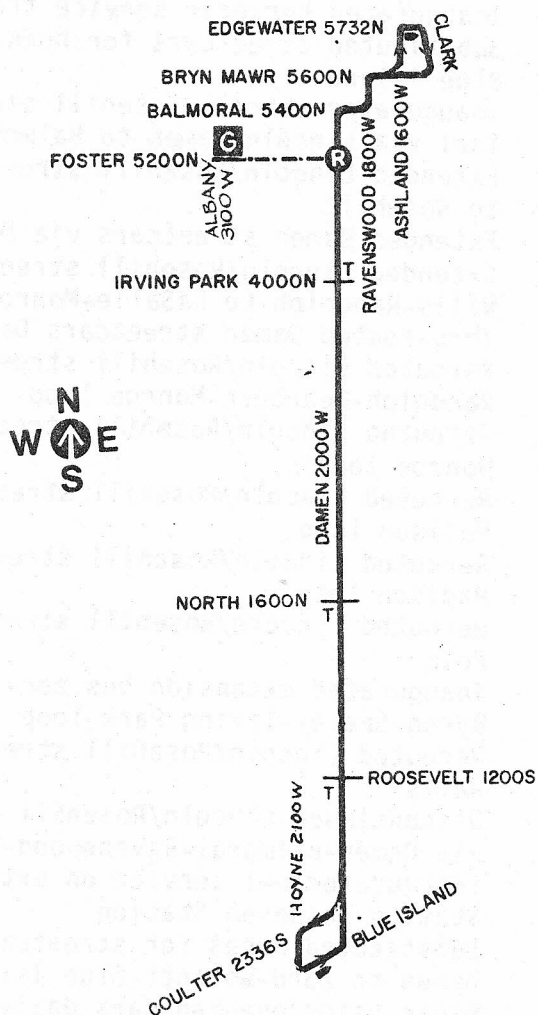 EDGEWATER 5732N
CLARK
BRYN MAWR 5600N
BALMORAL 5400N
G
FOSTER 5200N
R
ALBANY
3100 W
RAVENSWOOD 1800W
ASHLAND 1600W
IRVING PARK 4000N
T
N
W E
S
DAMEN 2000W
NORTH 1600N
T
ROOSEVELT 1200S
T
HOYNE 2100W
BLUE ISLAND
COULTER 2336S